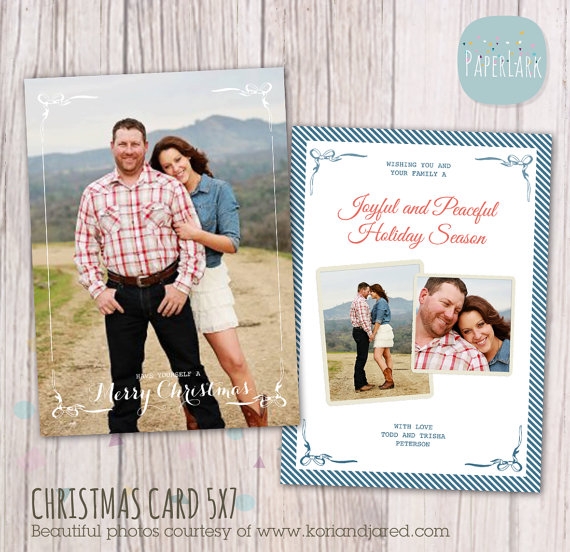 PAPERLARK
HAVE YOURSELF A
Merry Christmas
WISHING YOU AND
YOUR FAMILY A
Joyful and Peaceful
Holiday Season
WITH LOVE
TODD AND TRISHA
PETERSON
CHRISTMAS CARD 5X7
Beautiful photos courtesy of www.koriandjared.com